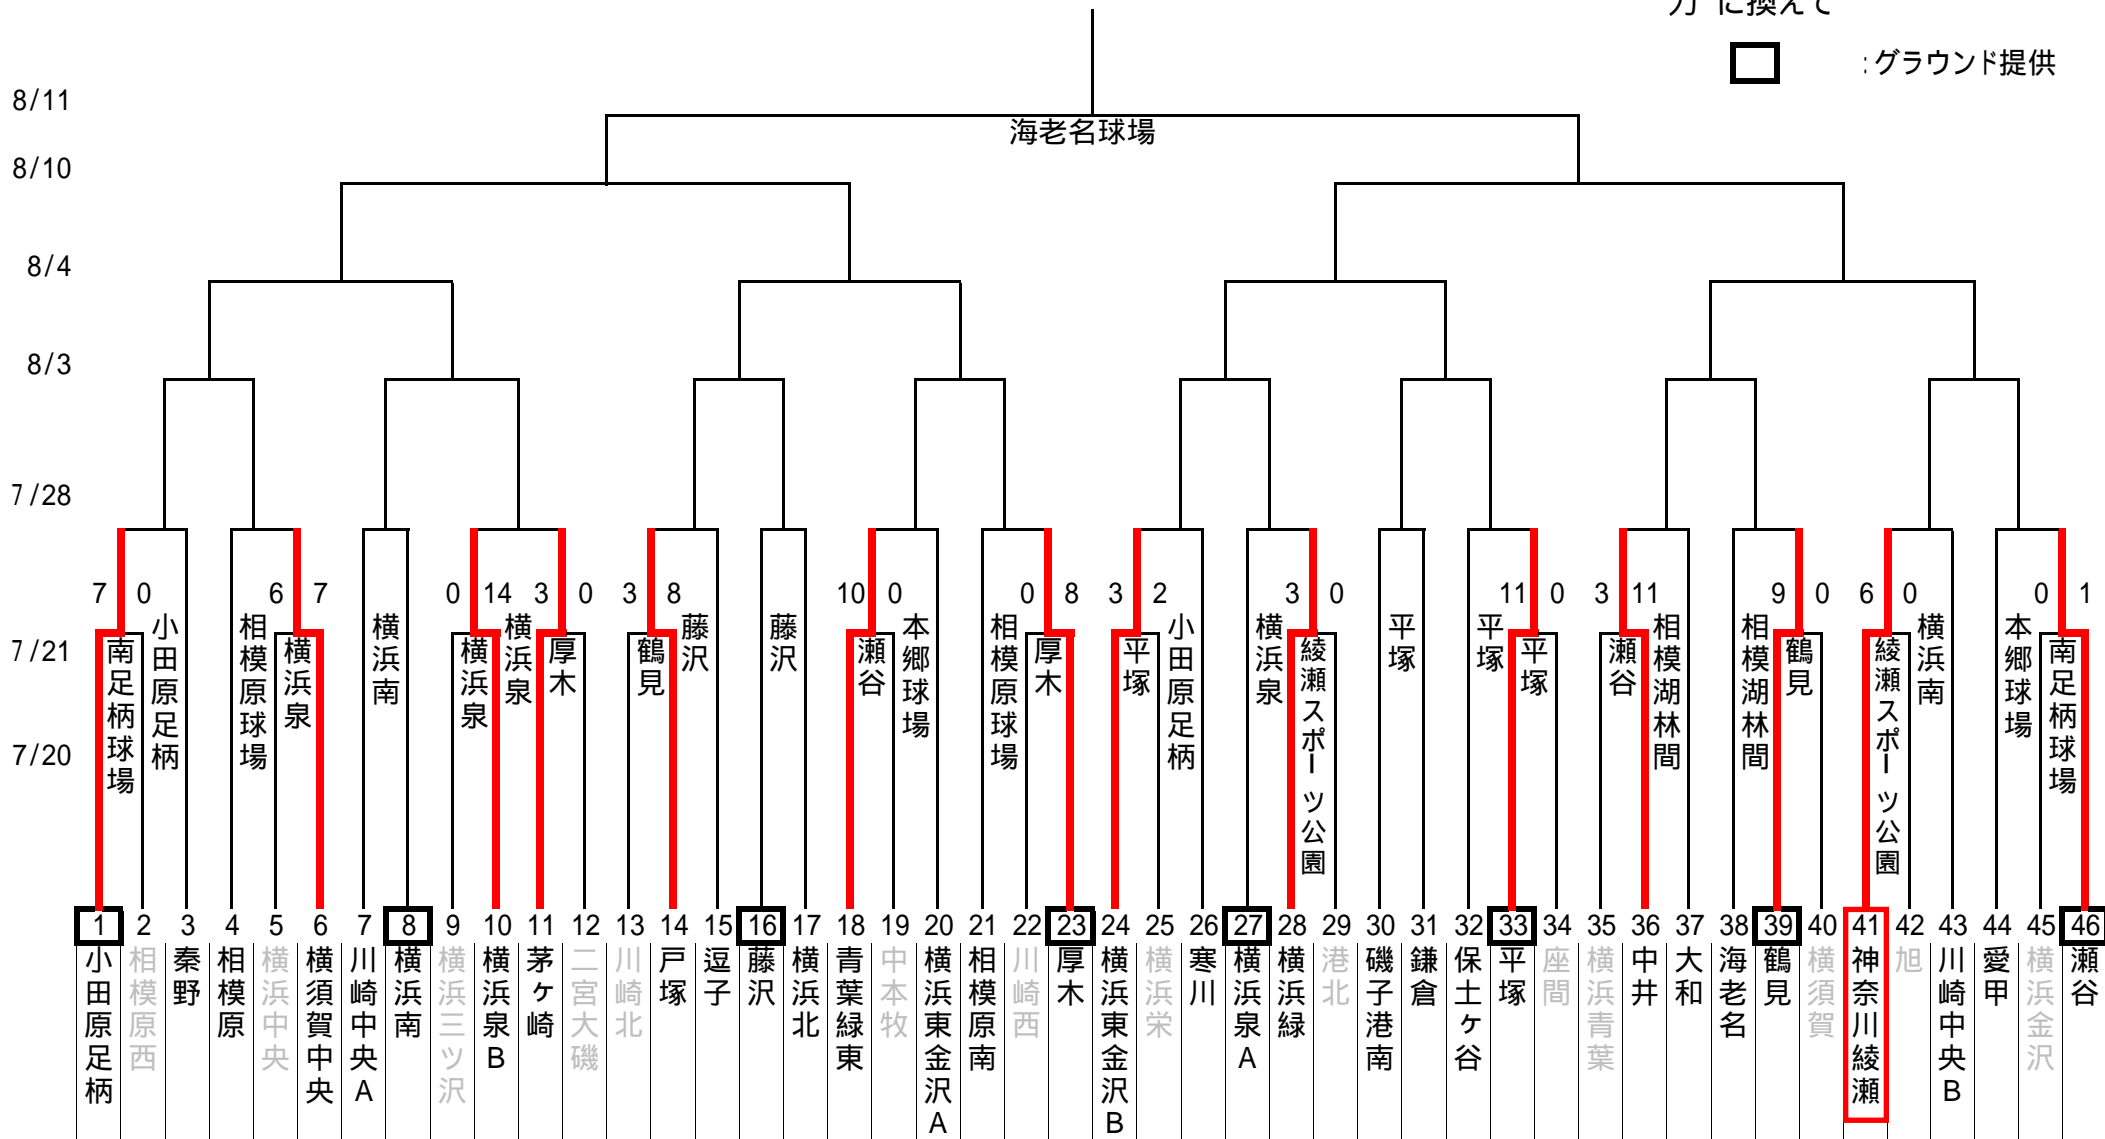 力"に換えて
：グラウンド提供
8/11
海老名球場
8/10
8/4
8/3
7/28
7 0 6 7 0 14 3 0 3 8 10 0 0 8 3 2 3 0 11 0 3 11 9 0 6 0 0 1
7/21
7/20
南足柄球場
小田原足柄
相模原球場
横浜泉
横浜南
横浜泉
横浜泉
厚木
鶴見
藤沢
藤沢
瀬谷
本郷球場
相模原球場
厚木
平塚
小田原足柄
横浜泉
綾瀬スポーツ公園
平塚
平塚
平塚
瀬谷
相模湖林間
相模湖林間
鶴見
綾瀬スポーツ公園
横浜南
本郷球場
南足柄球場
1 小田原足柄
2 相模原西
3 秦野
4 相模原
5 横浜中央
6 横須賀中央
7 川崎中央A
8 横浜南
9 横浜三ツ沢
10 横浜泉B
11 茅ヶ崎
12 二宮大磯
13 川崎北
14 戸塚
15 逗子
16 藤沢
17 横浜北
18 青葉緑東
19 中本牧
20 横浜東金沢A
21 相模原南
22 川崎西
23 厚木
24 横浜東金沢B
25 横浜栄
26 寒川
27 横浜泉A
28 横浜緑
29 港北
30 磯子港南
31 鎌倉
32 保土ヶ谷
33 平塚
34 座間
35 横浜青葉
36 中井
37 大和
38 海老名
39 鶴見
40 横須賀
41 神奈川綾瀬
42 旭
43 川崎中央B
44 愛甲
45 横浜金沢
46 瀬谷